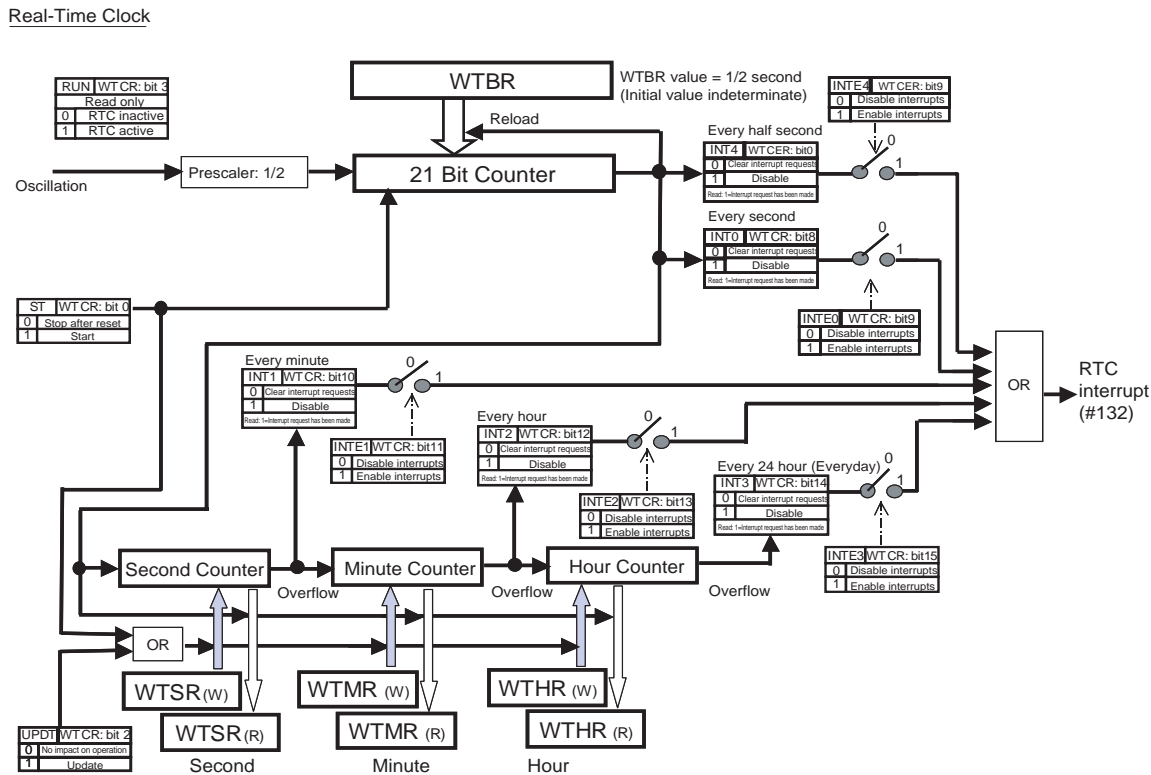 Real-Time Clock
WTBR
WTBR value = 1/2 second
(Initial value indeterminate)
RUN WTCR: bit 3
Read only
0 RTC inactive
1 RTC active
INTE4 WTCER: bit9
0 Disable interrupts
1 Enable interrupts
Reload
Every half second
INT4 WTCER: bit0
0 Clear interrupt requests
1 Disable
Read: 1=Interrupt request has been made
0
1
Oscillation
Prescaler: 1/2
21 Bit Counter
Every second
INT0 WTCR: bit8
0 Clear interrupt requests
1 Disable
Read: 1=Interrupt request has been made
0
1
ST WTCR: bit 0
0 Stop after reset
1 Start
INTE0 WTCR: bit9
0 Disable interrupts
1 Enable interrupts
Every minute
INT1 WTCR: bit10
0 Clear interrupt requests
1 Disable
Read: 1=Interrupt request has been made
0
1
OR
RTC
interrupt
(#132)
Every hour
INT2 WTCR: bit12
0 Clear interrupt requests
1 Disable
Read: 1=Interrupt request has been made
0
1
INTE1 WTCR: bit11
0 Disable interrupts
1 Enable interrupts
Every 24 hour (Everyday)
INT3 WTCR: bit14
0 Clear interrupt requests
1 Disable
Read: 1=Interrupt request has been made
0
1
INTE2 WTCR: bit13
0 Disable interrupts
1 Enable interrupts
INTE3 WTCR: bit15
0 Disable interrupts
1 Enable interrupts
Second Counter
Overflow
Minute Counter
Overflow
Hour Counter
Overflow
OR
WTSR (W)
WTMR (W)
WTHR (W)
WTSR (R)
WTMR (R)
WTHR (R)
UPDT WTCR: bit 2
0 No impact on operation
1 Update
Second
Minute
Hour